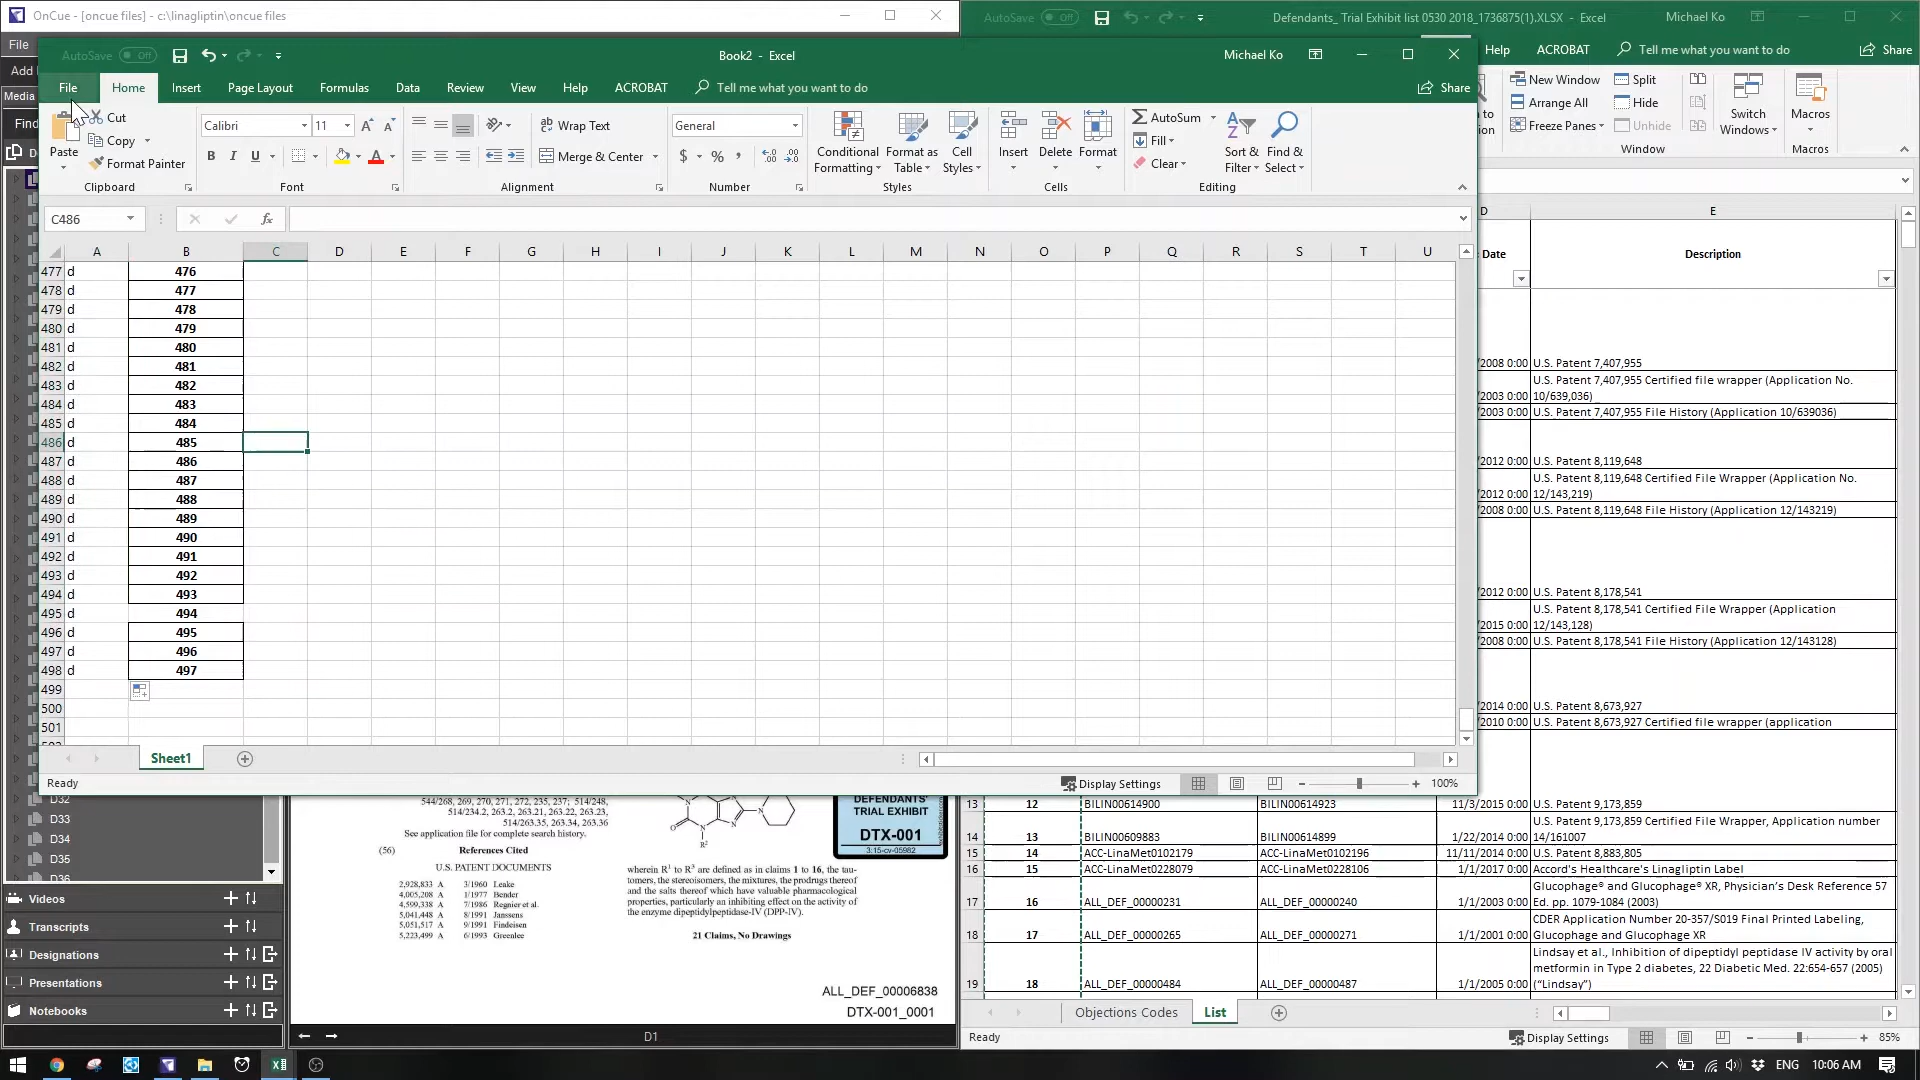 OnCue - [oncue files] - c:\linagliptin\oncue files
File
Add
Media
Find
AutoSave Off
Book2 - Excel
Michael Ko
File Home Insert Page Layout Formulas Data Review View Help ACROBAT Tell me what you want to do
Share
Paste
Cut
Copy
Format Painter
Clipboard
Calibri 11
B I U
A A
Font
Wrap Text
Merge & Center
Alignment
General
$ % ,
Number
Conditional Formatting
Format as Table
Cell Styles
Styles
Insert Delete Format
Cells
AutoSum
Fill
Clear
Sort & Filter
Find & Select
Editing
C486
fx
A B C D E F G H I J K L M N O P Q R S T U
477 d 476
478 d 477
479 d 478
480 d 479
481 d 480
482 d 481
483 d 482
484 d 483
485 d 484
486 d 485
487 d 486
488 d 487
489 d 488
490 d 489
491 d 490
492 d 491
493 d 492
494 d 493
495 d 494
496 d 495
497 d 496
498 d 497
499
500
501
Sheet1
Ready
Display Settings
100%
AutoSave Off
Defendants_ Trial Exhibit list 0530 2018_1736875(1).XLSX - Excel
Michael Ko
Help ACROBAT Tell me what you want to do
Share
New Window
Arrange All
Freeze Panes
Split
Hide
Unhide
Switch Windows
Window
Macros
Macros
D E
Date
Description
/2008 0:00 U.S. Patent 7,407,955
U.S. Patent 7,407,955 Certified file wrapper (Application No.
/2003 0:00 10/639,036)
/2003 0:00 U.S. Patent 7,407,955 File History (Application 10/639036)
/2012 0:00 U.S. Patent 8,119,648
U.S. Patent 8,119,648 Certified File Wrapper (Application No.
/2012 0:00 12/143,219)
/2008 0:00 U.S. Patent 8,119,648 File History (Application 12/143219)
/2012 0:00 U.S. Patent 8,178,541
U.S. Patent 8,178,541 Certified File Wrapper (Application
/2015 0:00 12/143,128)
/2008 0:00 U.S. Patent 8,178,541 File History (Application 12/143128)
/2014 0:00 U.S. Patent 8,673,927
/2010 0:00 U.S. Patent 8,673,927 Certified file wrapper (application
13 12 BILIN00614900 BILIN00614923 11/3/2015 0:00 U.S. Patent 9,173,859
U.S. Patent 9,173,859 Certified File Wrapper, Application number
14 13 BILIN00609883 BILIN00614899 1/22/2014 0:00 14/161007
15 14 ACC-LinaMet0102179 ACC-LinaMet0102196 11/11/2014 0:00 U.S. Patent 8,883,805
16 15 ACC-LinaMet0228079 ACC-LinaMet0228106 1/1/2017 0:00 Accord's Healthcare's Linagliptin Label
Glucophage® and Glucophage® XR, Physician's Desk Reference 57
17 16 ALL_DEF_00000231 ALL_DEF_00000240 1/1/2003 0:00 Ed. pp. 1079-1084 (2003)
CDER Application Number 20-357/S019 Final Printed Labeling,
18 17 ALL_DEF_00000265 ALL_DEF_00000271 1/1/2001 0:00 Glucophage and Glucophage XR
Lindsay et al., Inhibition of dipeptidyl peptidase IV activity by oral
metformin in Type 2 diabetes, 22 Diabetic Med. 22:654-657 (2005)
19 18 ALL_DEF_00000484 ALL_DEF_00000487 1/1/2005 0:00 ("Lindsay")
Objections Codes List
Ready
Display Settings
85%
D32
D33
D34
D35
D36
Videos
Transcripts
Designations
Presentations
Notebooks
544/268, 269, 270, 271, 272, 235, 237; 514/248,
514/234.2, 263.2, 263.21, 263.22, 263.23,
514/263.35, 263.34, 263.36
See application file for complete search history.
(56) References Cited
U.S. PATENT DOCUMENTS
2,928,833 A 3/1960 Leake
4,005,208 A 1/1977 Bender
4,599,338 A 7/1986 Regnier et al.
5,041,448 A 8/1991 Janssens
5,051,517 A 9/1991 Findeisen
5,223,499 A 6/1993 Greenlee
O N N N R²
DEFENDANTS'
TRIAL EXHIBIT
DTX-001
3:15-cv-05982
wherein R¹ to R³ are defined as in claims 1 to 16, the tau-
tomers, the stereoisomers, the mixtures, the prodrugs thereof
and the salts thereof which have valuable pharmacological
properties, particularly an inhibiting effect on the activity of
the enzyme dipeptidylpeptidase-IV (DPP-IV).
21 Claims, No Drawings
ALL_DEF_00006838
DTX-001_0001
D1
ENG 10:06 AM